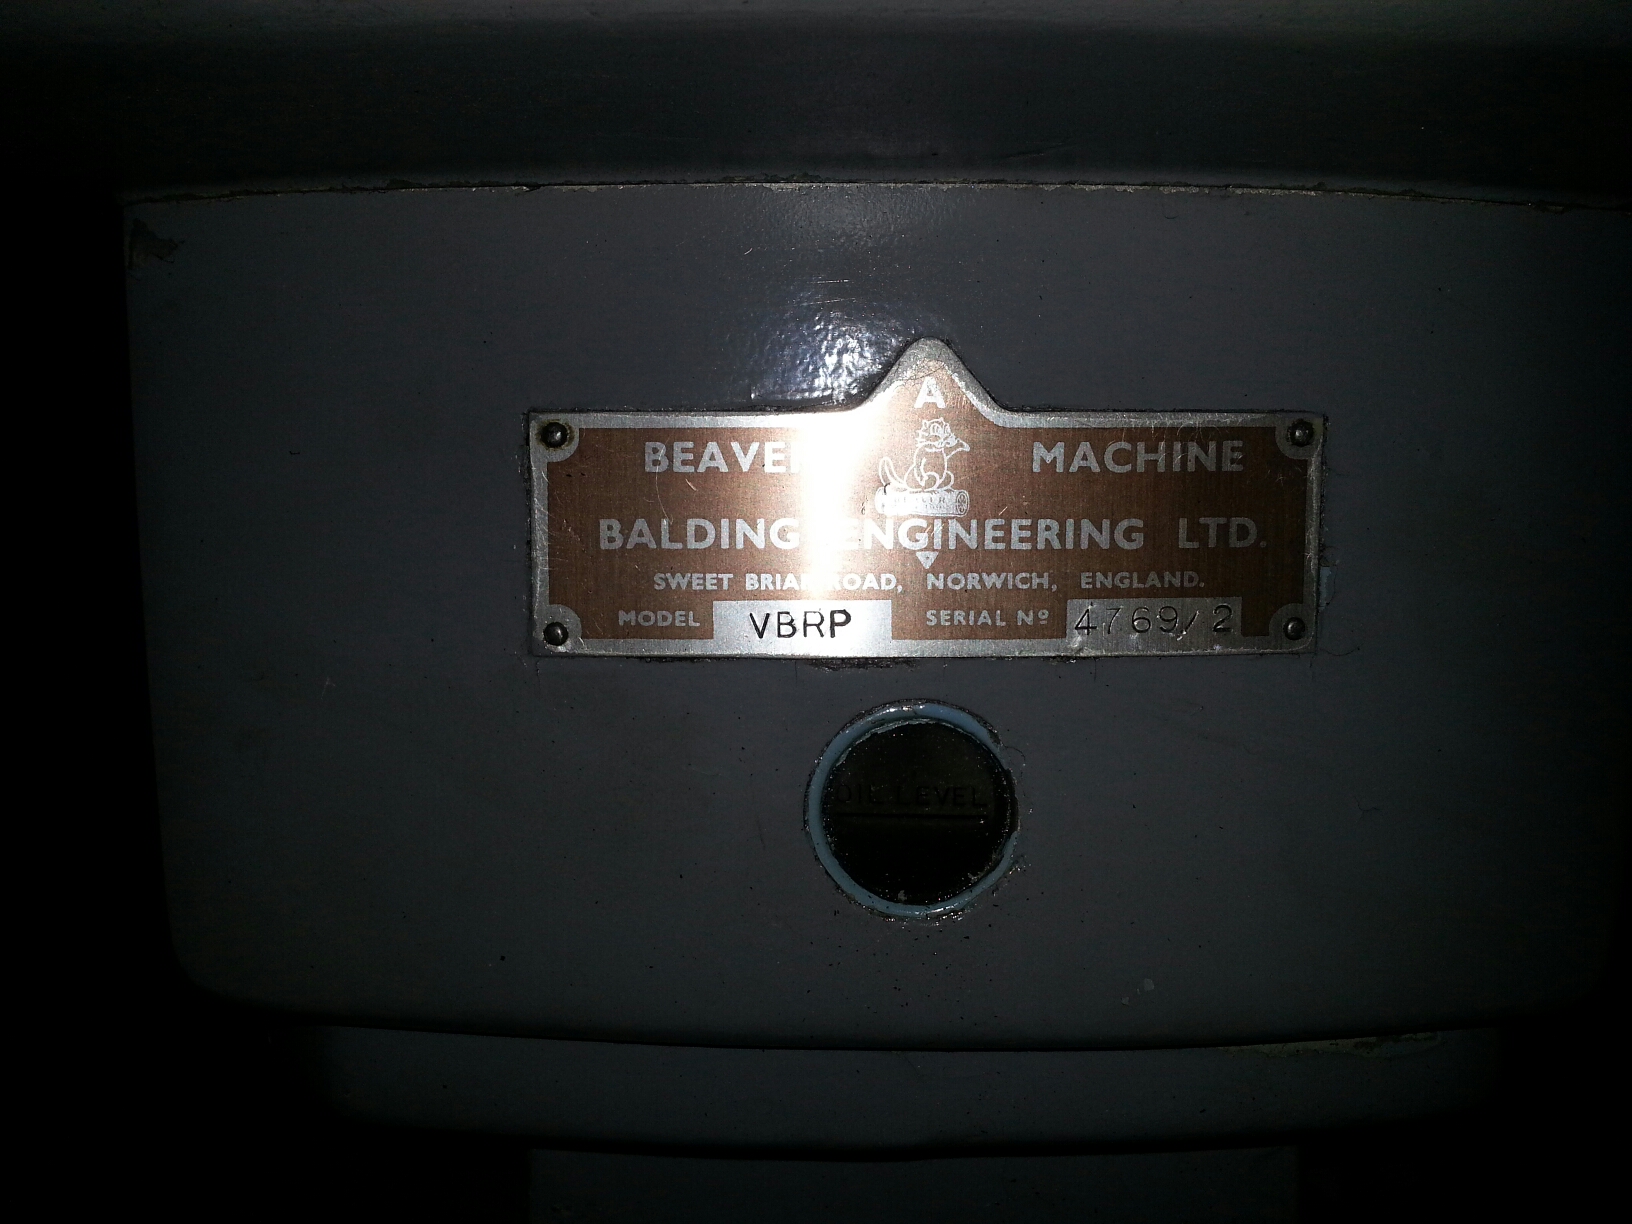 A
BEAVER MACHINE
BALDING ENGINEERING LTD.
SWEET BRIAR ROAD, NORWICH, ENGLAND.
MODEL VBRP SERIAL Nº 4769/2
OIL LEVEL